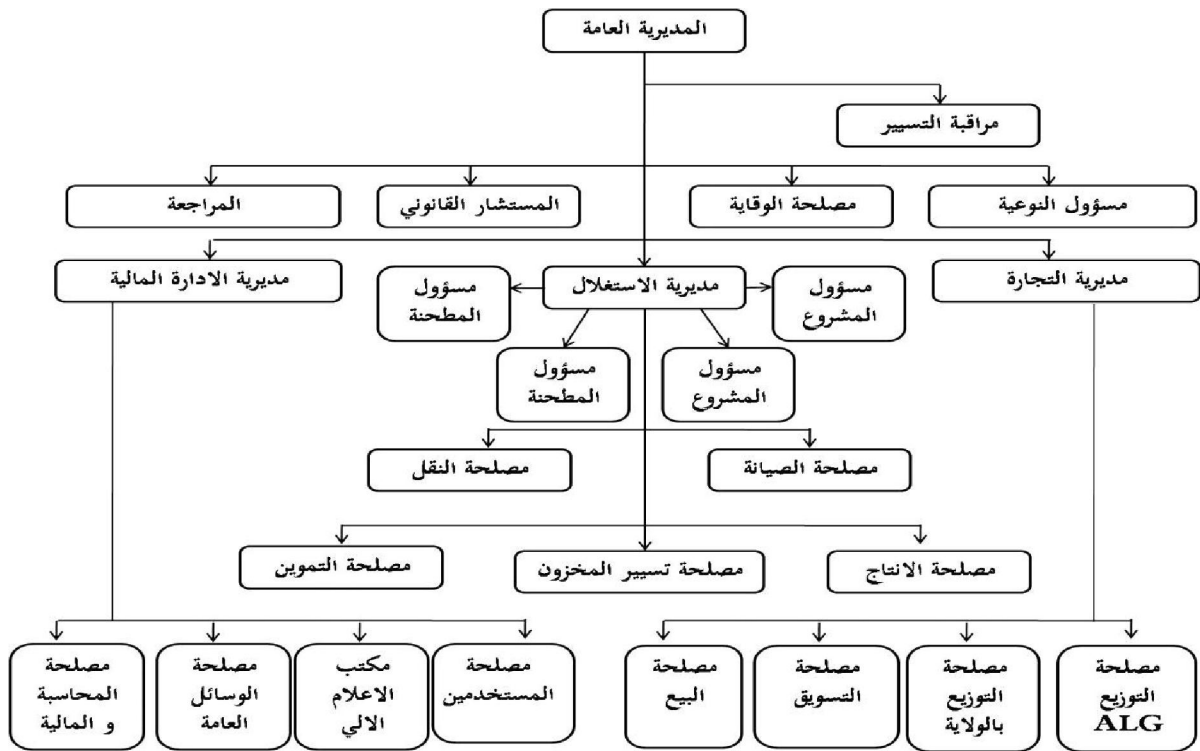 المديرية العامة
مراقبة التسيير
مسؤول النوعية
مصلحة الوقاية
المستشار القانوني
المراجعة
مديرية التجارة
مديرية الاستغلال
مديرية الادارة المالية
مسؤول
المشروع
مسؤول
المطحنة
مسؤول
المشروع
مسؤول
المطحنة
مصلحة الصيانة
مصلحة النقل
مصلحة الانتاج
مصلحة تسيير المخزون
مصلحة التموين
مصلحة
التوزيع
ALG
مصلحة
التوزيع
بالولاية
مصلحة
التسويق
مصلحة
البيع
مصلحة
المستخدمين
مكتب
الاعلام
الالي
مصلحة
الوسائل
العامة
مصلحة
المحاسبة
و المالية